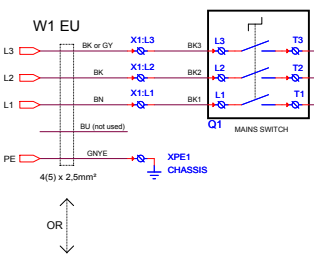 W1 EU
L3 BK or GY X1:L3 BK3 L3 T3
L2 BK X1:L2 BK2 L2 T2
L1 BN X1:L1 BK1 L1 T1
Q1 MAINS SWITCH
BU (not used)
PE GNYE XPE1
CHASSIS
4(5) x 2,5mm²
OR